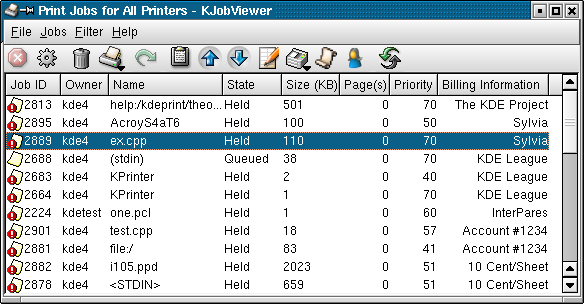 Print Jobs for All Printers - KJobViewer
File Jobs Filter Help
Job ID Owner Name State Size (KB) Page(s) Priority Billing Information
2813 kde4 help:/kdeprint/theo... Held 501 0 70 The KDE Project
2895 kde4 AcroyS4aT6 Held 100 0 50 Sylvia
2889 kde4 ex.cpp Held 110 0 70 Sylvia
2688 kde4 (stdin) Queued 38 0 70 KDE League
2683 kde4 KPrinter Held 2 0 40 KDE League
2664 kde4 KPrinter Held 1 0 70 KDE League
2224 kdetest one.pcl Held 1 0 60 InterPares
2901 kde4 test.cpp Held 18 0 57 Account #1234
2881 kde4 file:/ Held 83 0 41 Account #1234
2882 kde4 i105.ppd Held 2023 0 51 10 Cent/Sheet
2878 kde4 <STDIN> Held 659 0 51 10 Cent/Sheet